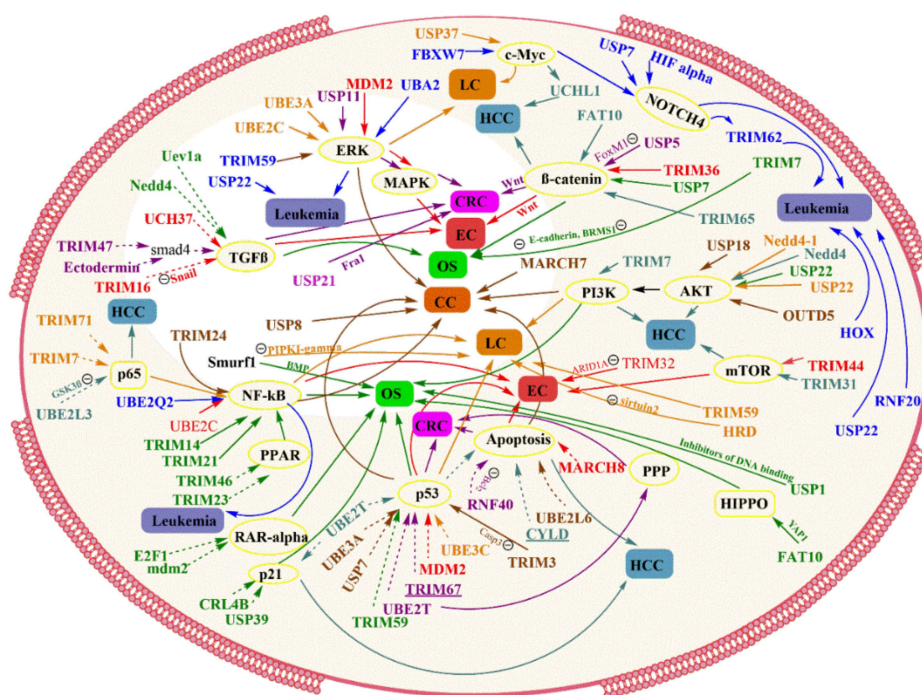 USP37
FBXW7
c-Myc
USP7
HIF alpha
MDM2
UBA2
USP11
UBE3A
UBE2C
LC
UCHL1
NOTCH4
HCC
FAT10
TRIM62
Uev1a
TRIM59
ERK
FoxM1⊖
USP5
Nedd4
USP22
MAPK
ß-catenin
TRIM36
TRIM7
Wnt
USP7
UCH37
Leukemia
CRC
Wnt
TRIM65
Leukemia
TRIM47
smad4
EC
⊖ E-cadherin, BRMS1⊖
Ectodermin
TGFß
OS
USP18
Nedd4-1
TRIM16
⊖Snail
USP21
Fra1
MARCH7
TRIM7
Nedd4
PI3K
AKT
USP22
HCC
CC
USP22
TRIM71
TRIM24
USP8
HCC
OUTD5
HOX
TRIM7
p65
Smurf1
⊖PIPKI-gamma
LC
mTOR
TRIM44
GSK3ß⊖
BMP
ARID1A⊖
TRIM32
TRIM31
UBE2L3
UBE2Q2
NF-kB
OS
EC
RNF20
UBE2C
⊖sirtuin2
TRIM59
USP22
TRIM14
CRC
HRD
TRIM21
PPAR
Apoptosis
Inhibitors of DNA binding
TRIM46
MARCH8
PPP
USP1
TRIM23
Bcl2⊖
p53
RNF40
HIPPO
Leukemia
UBE2L6
UBE2T
CYLD
YAP1
RAR-alpha
UBE3A
UBE3C
Casp3⊖
FAT10
E2F1
USP7
MDM2
TRIM3
HCC
mdm2
p21
TRIM67
CRL4B
UBE2T
USP39
TRIM59